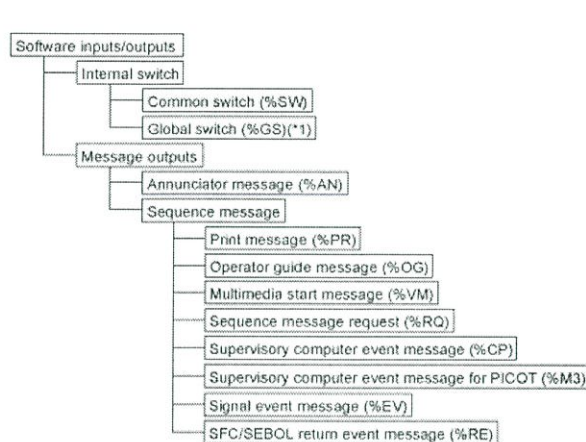 Software inputs/outputs
Internal switch
Common switch (%SW)
Global switch (%GS)(*1)
Message outputs
Annunciator message (%AN)
Sequence message
Print message (%PR)
Operator guide message (%OG)
Multimedia start message (%VM)
Sequence message request (%RQ)
Supervisory computer event message (%CP)
Supervisory computer event message for PICOT (%M3)
Signal event message (%EV)
SFC/SEBOL return event message (%RE)